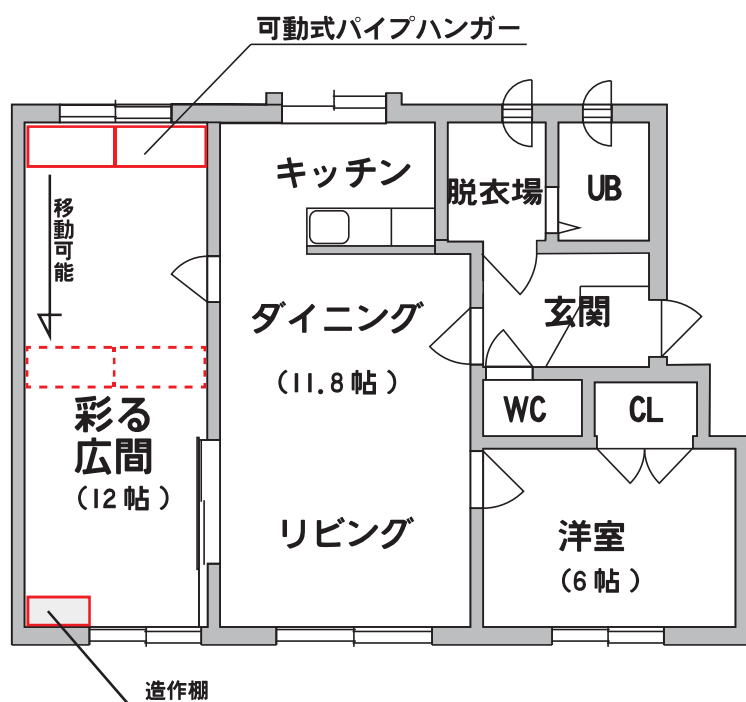 可動式パイプハンガー
キッチン
脱衣場
UB
移動可能
ダイニング
(11.8帖)
玄関
WC
CL
彩る
広間
(12帖)
リビング
洋室
(6帖)
造作棚